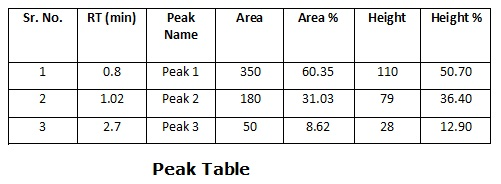 Sr. No. RT (min) Peak Name Area Area % Height Height %
1 0.8 Peak 1 350 60.35 110 50.70
2 1.02 Peak 2 180 31.03 79 36.40
3 2.7 Peak 3 50 8.62 28 12.90
Peak Table